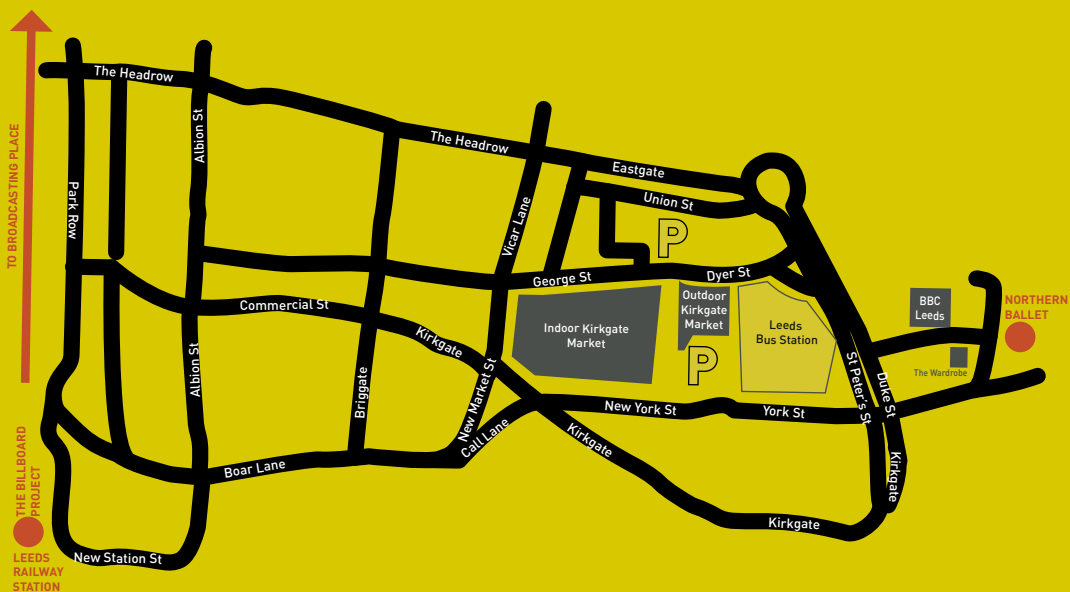 The Headrow
Albion St
The Headrow
Eastgate
Union St
TO BROADCASTING PLACE
Park Row
Vicar Lane
P
George St
Dyer St
Commercial St
Outdoor
Kirkgate
Market
Leeds
Bus Station
Indoor Kirkgate
Market
BBC
Leeds
NORTHERN
BALLET
Kirkgate
P
The Wardrobe
Albion St
Briggate
New Market St
St Peter's St
Duke St
New York St
York St
Call Lane
Kirkgate
THE BILLBOARD
PROJECT
Boar Lane
Kirkgate
Kirkgate
New Station St
LEEDS
RAILWAY
STATION